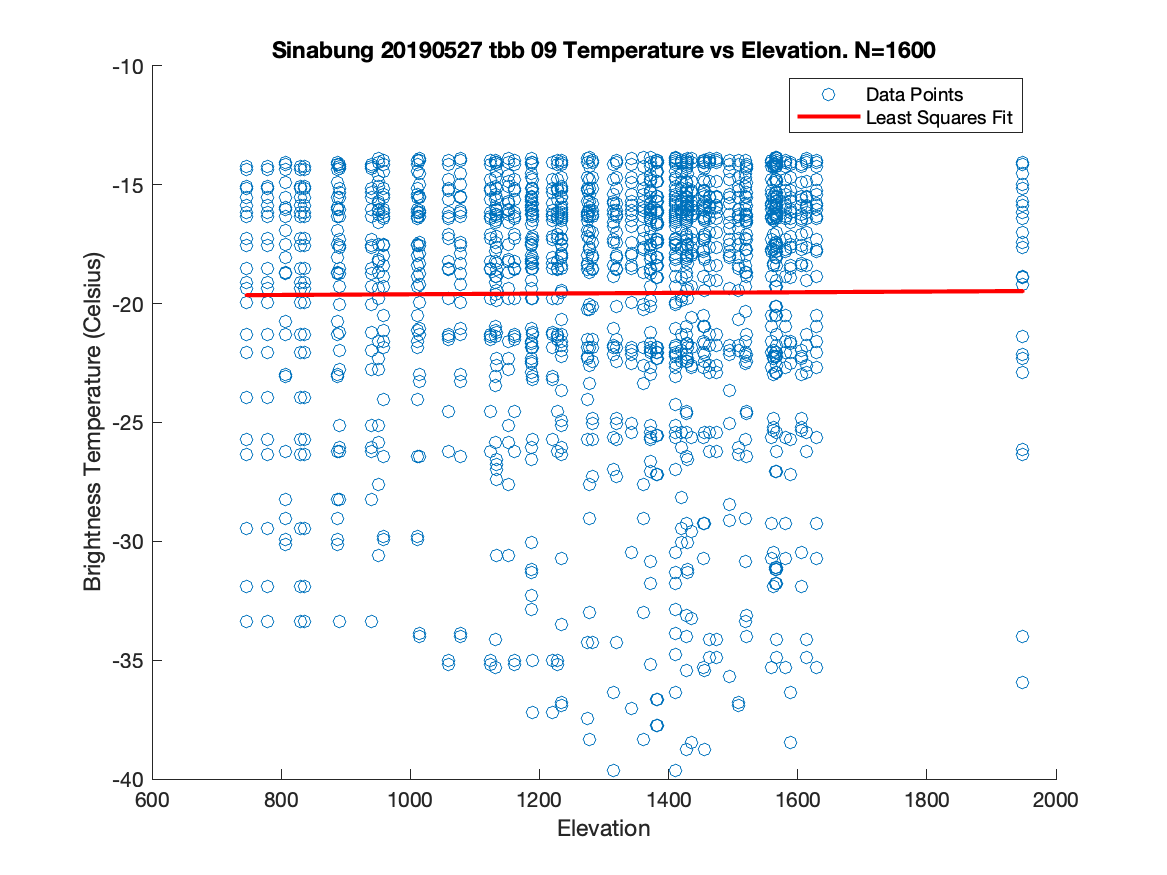 Sinabung 20190527 tbb 09 Temperature vs Elevation. N=1600
Data Points
Least Squares Fit
Brightness Temperature (Celsius)
-10
-15
-20
-25
-30
-35
-40
600 800 1000 1200 1400 1600 1800 2000
Elevation